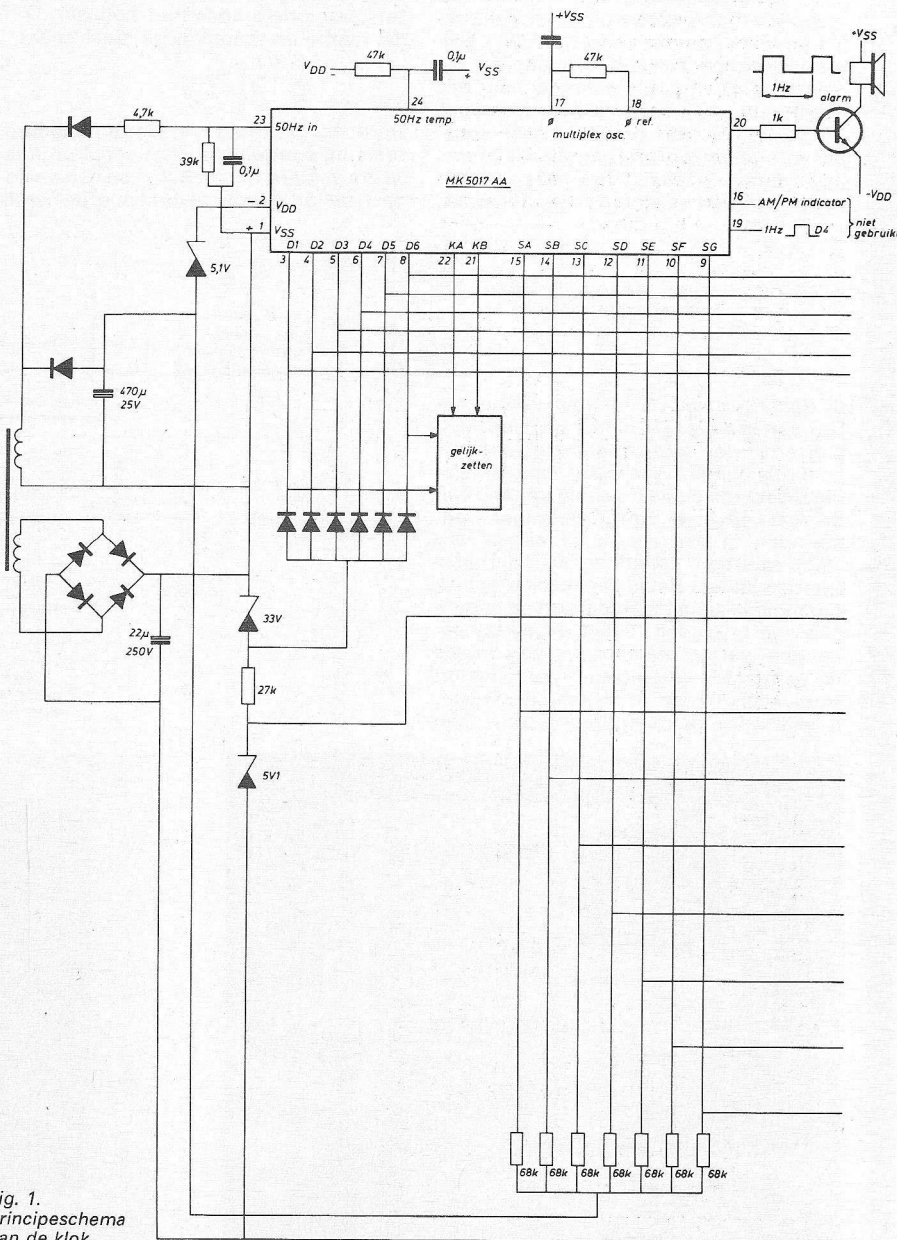 +VSS
47k
VDD
−
0,1μ
+
VSS
47k
+VSS
1Hz
alarm
4,7k
23
50Hz in
24
50Hz temp.
17
ø
18
ø ref.
multiplex osc.
20
1k
39k
0,1μ
MK 5017 AA
− 2
VDD
+ 1
VSS
16
AM/PM indicator
-VDD
19
1Hz
D4
niet
5,1V
D1 D2 D3 D4 D5 D6 KA KB SA SB SC SD SE SF SG
3 4 5 6 7 8 22 21 15 14 13 12 11 10 9
470μ
25V
gelijk-
zetten
33V
22μ
250V
27k
5V1
68k 68k 68k 68k 68k 68k 68k
ig. 1.
rincipeschema
an de klok